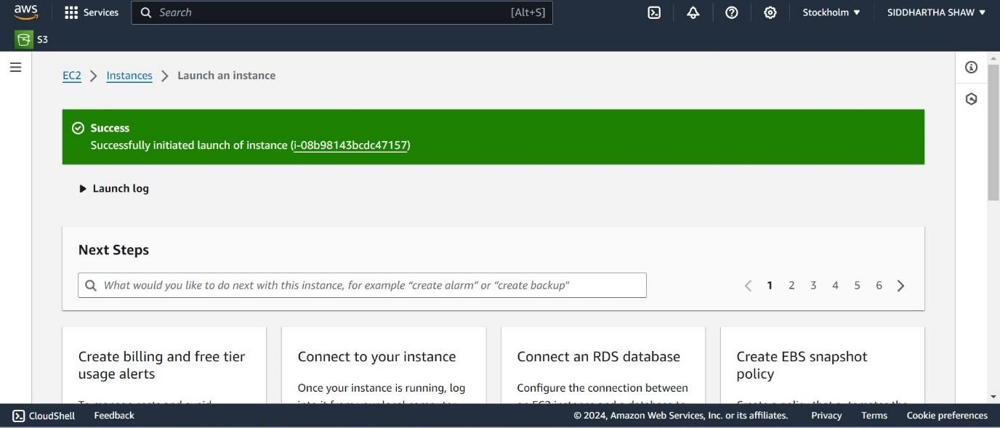 aws Services Search [Alt+S] Stockholm SIDDHARTHA SHAW
S3
EC2 Instances Launch an instance
Success
Successfully initiated launch of instance (i-08b98143bcdc47157)
Launch log
Next Steps
What would you like to do next with this instance, for example “create alarm” or “create backup”
1 2 3 4 5 6
Create billing and free tier
usage alerts
Connect to your instance
Once your instance is running, log
Connect an RDS database
Configure the connection between
Create EBS snapshot
policy
CloudShell Feedback © 2024, Amazon Web Services, Inc. or its affiliates. Privacy Terms Cookie preferences